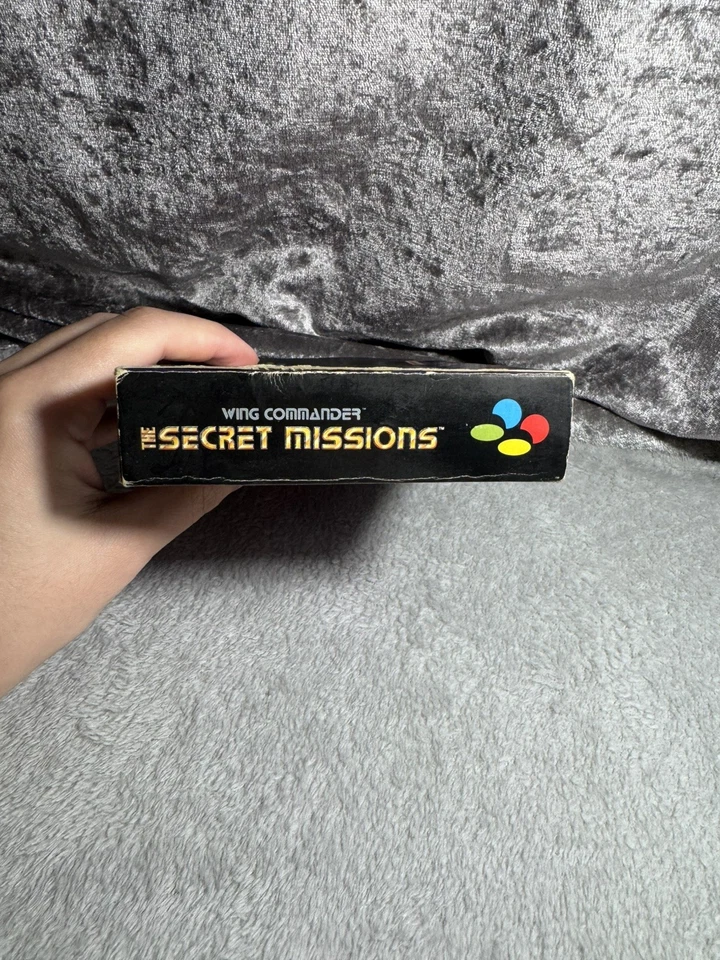 WING COMMANDER™
THE SECRET MISSIONS™